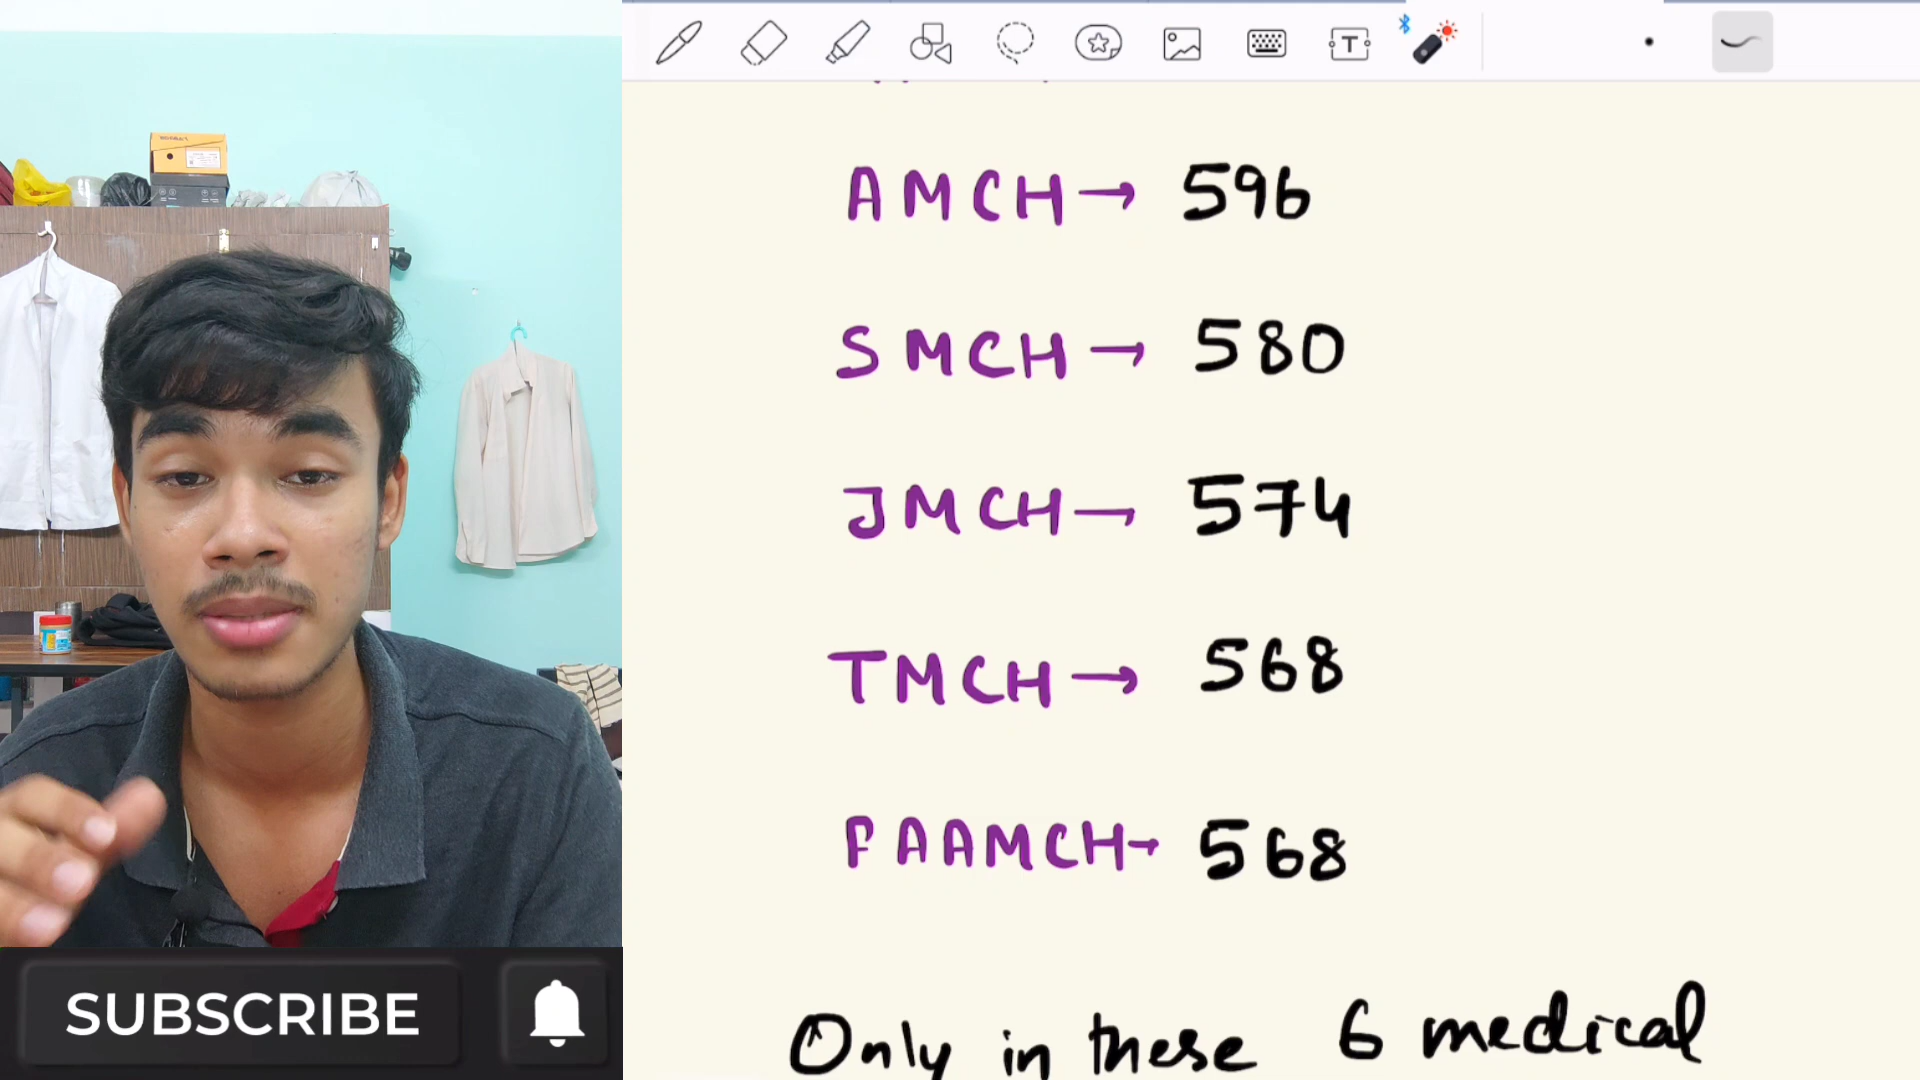 AMCH → 596
SMCH → 580
JMCH → 574
TMCH → 568
FAAMCH → 568
Only in these 6 medical
SUBSCRIBE
T